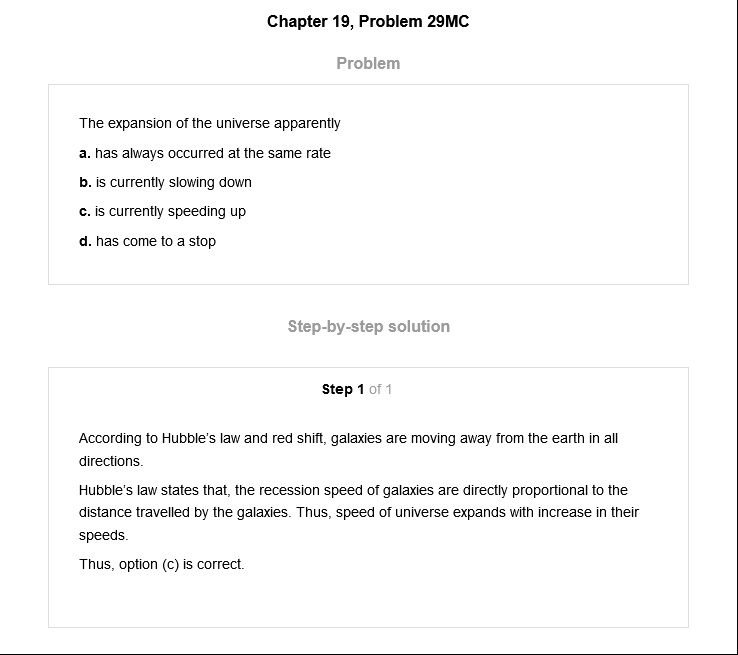 Chapter 19, Problem 29MC
Problem
The expansion of the universe apparently
a. has always occurred at the same rate
b. is currently slowing down
c. is currently speeding up
d. has come to a stop
Step-by-step solution
Step 1 of 1
According to Hubble's law and red shift, galaxies are moving away from the earth in all
directions.
Hubble's law states that, the recession speed of galaxies are directly proportional to the
distance travelled by the galaxies. Thus, speed of universe expands with increase in their
speeds.
Thus, option (c) is correct.